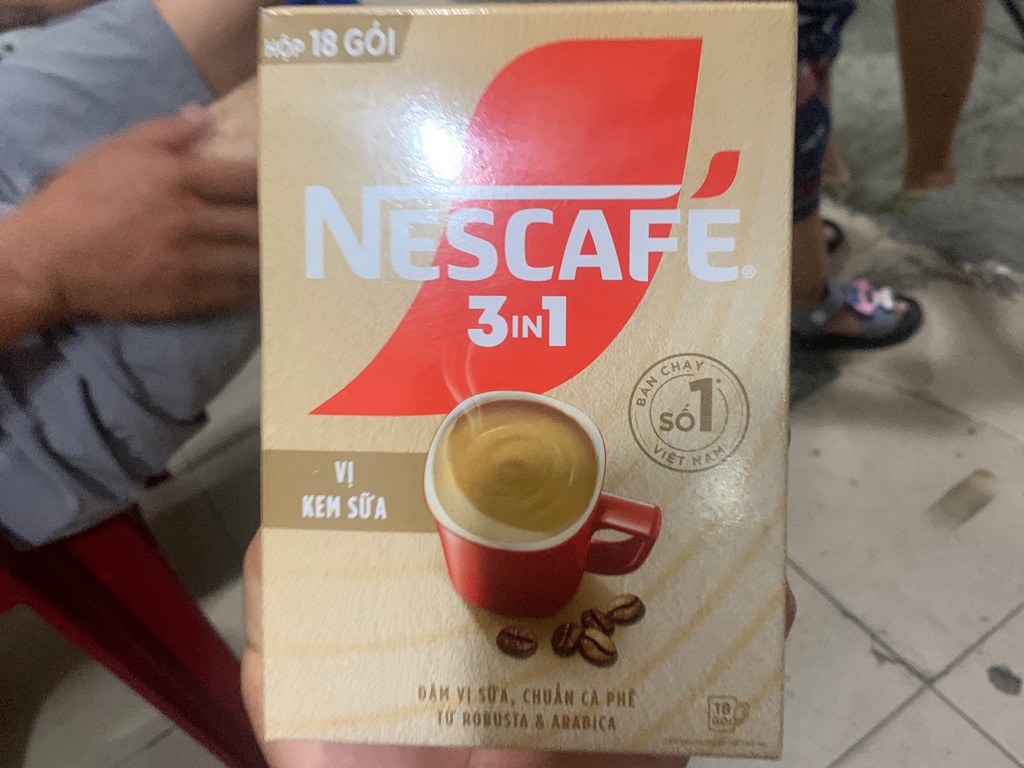 HỘP 18 GÓI
NESCAFÉ®
3IN1
BÁN CHẠY
SỐ 1*
VIỆT NAM
VỊ
KEM SỮA
ĐẬM VỊ SỮA, CHUẨN CÀ PHÊ
TỪ ROBUSTA & ARABICA
18
GÓI